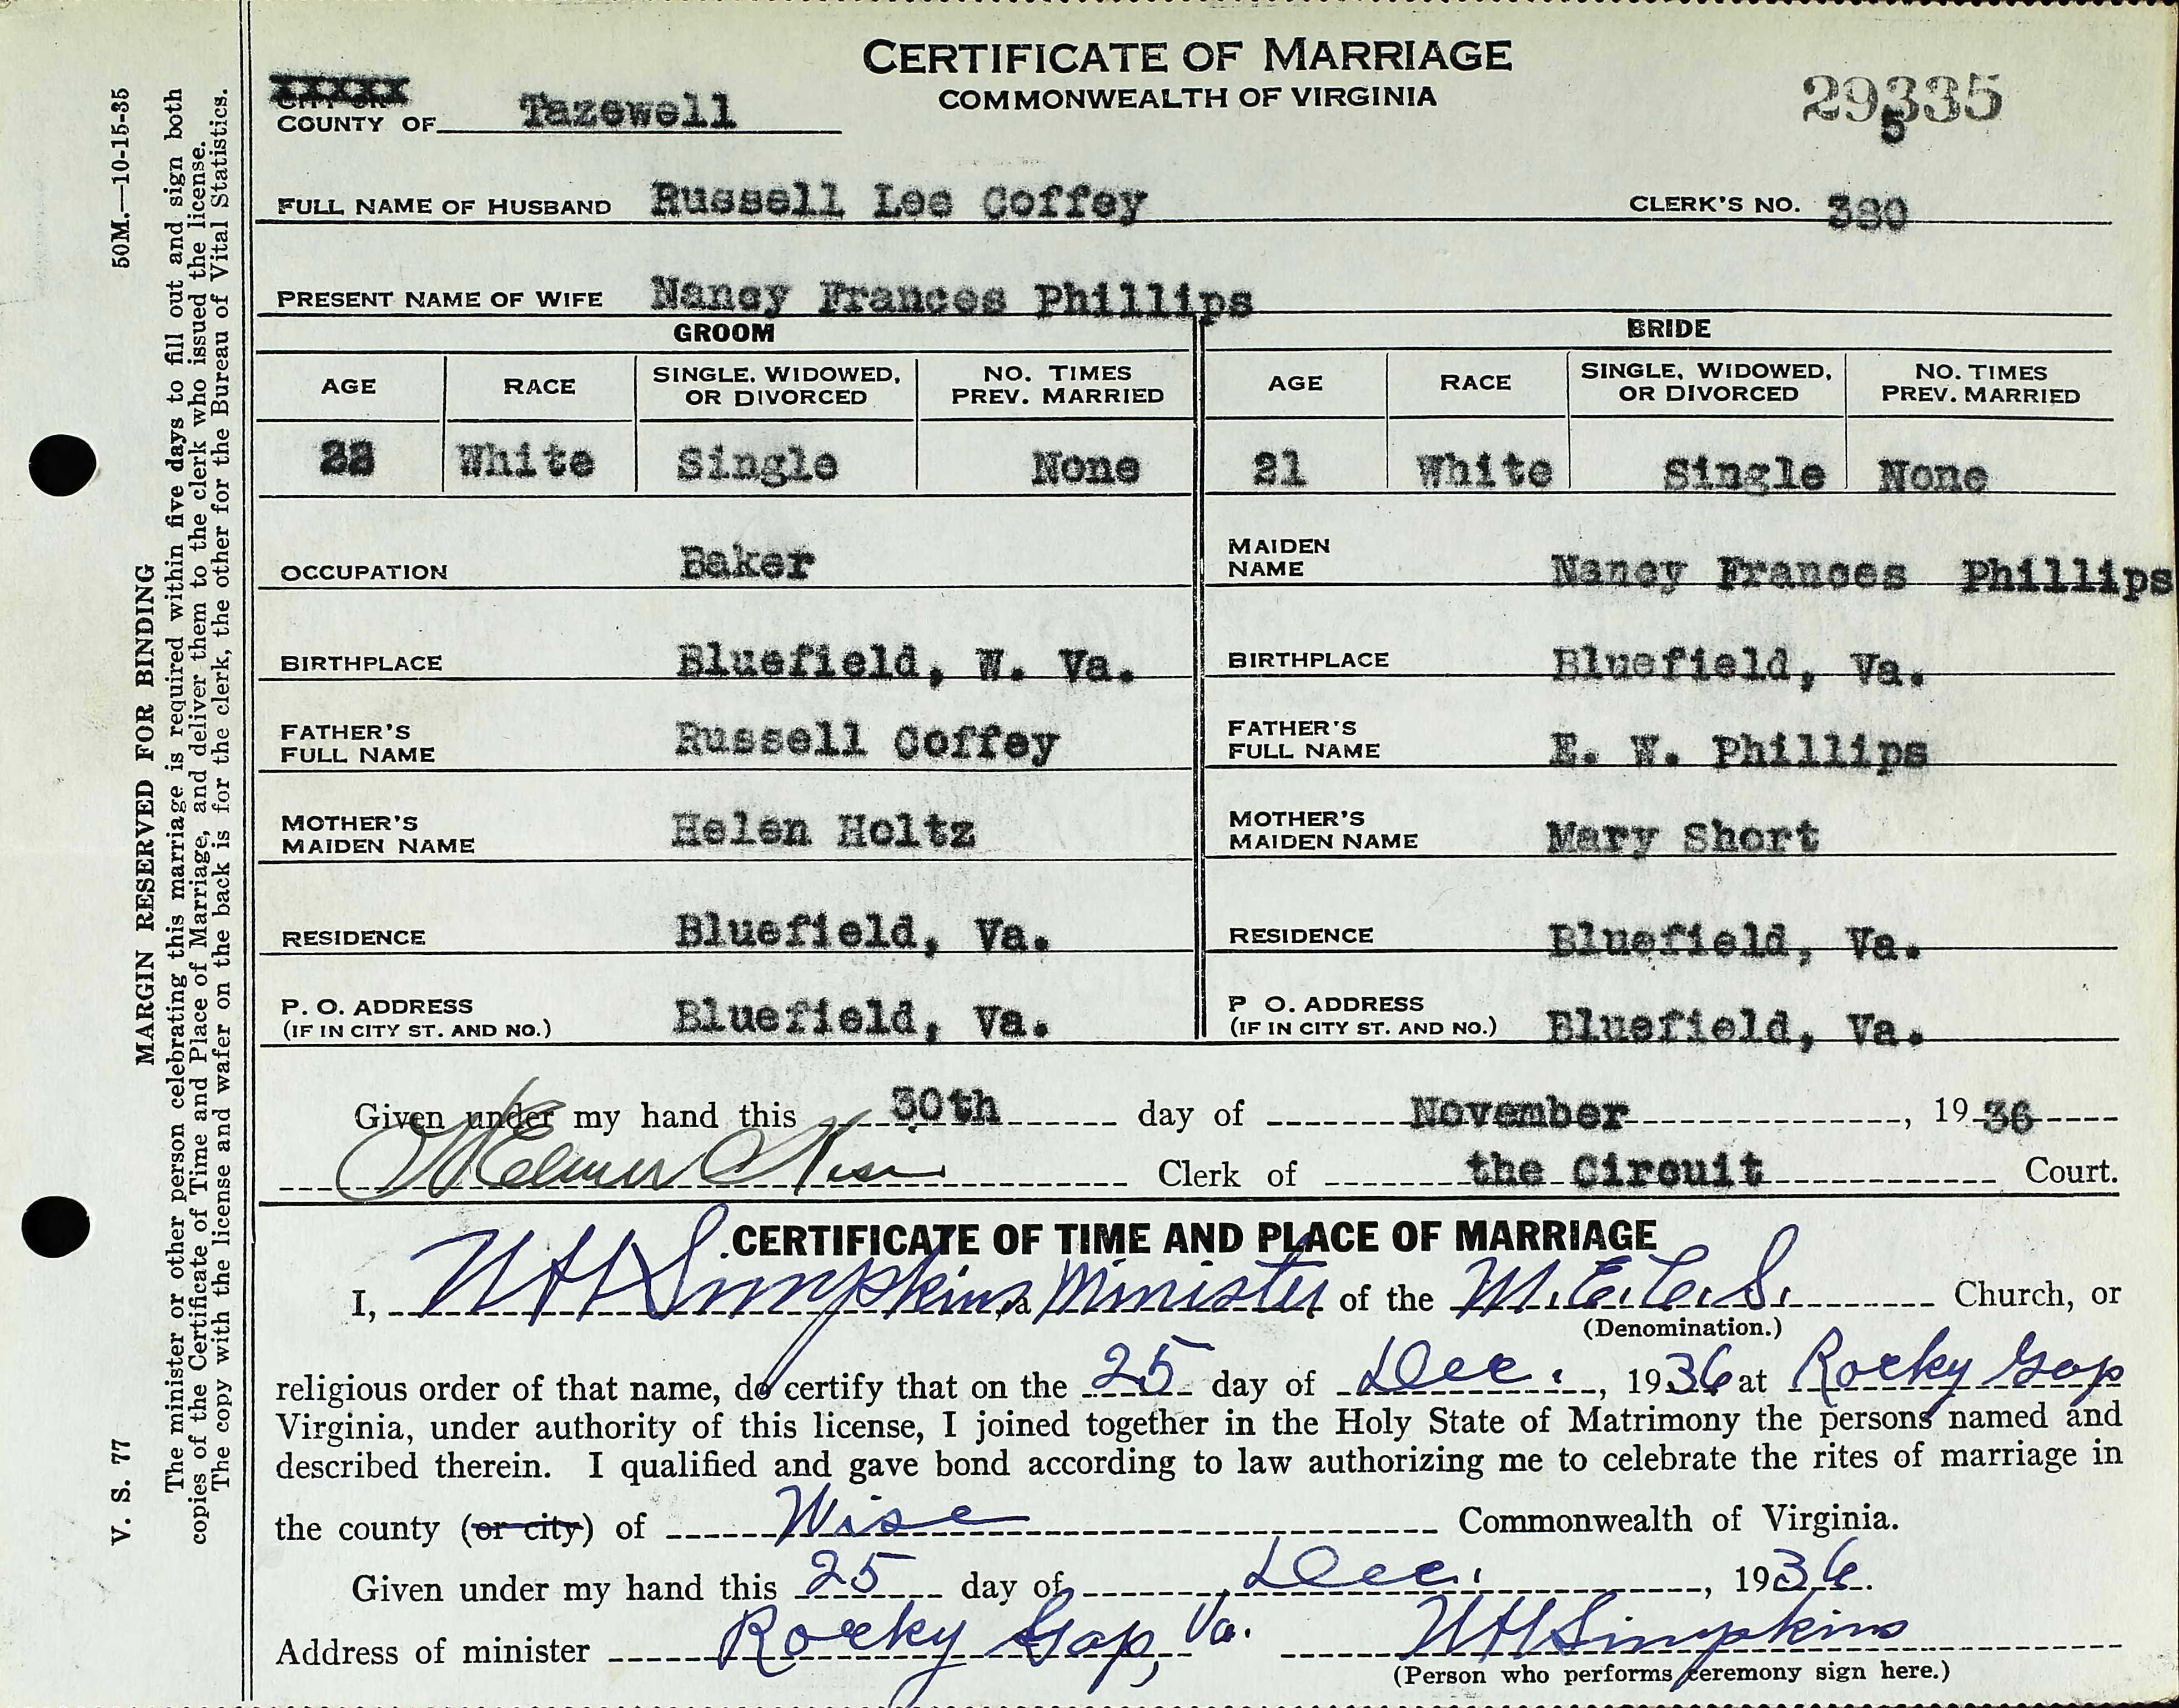 CERTIFICATE OF MARRIAGE
COMMONWEALTH OF VIRGINIA
29335
5
XXXXX
CITY OR
COUNTY OF Tazewell
FULL NAME OF HUSBAND Russell Lee Coffey CLERK'S NO. 380
PRESENT NAME OF WIFE Nancy Frances Phillips
GROOM BRIDE
AGE RACE SINGLE, WIDOWED, OR DIVORCED NO. TIMES PREV. MARRIED AGE RACE SINGLE, WIDOWED, OR DIVORCED NO. TIMES PREV. MARRIED
White Single None 21 White Single None
OCCUPATION Baker MAIDEN NAME Nancy Frances Phillips
BIRTHPLACE Bluefield, W. Va. BIRTHPLACE Bluefield, Va.
FATHER'S FULL NAME Russell Coffey FATHER'S FULL NAME E. W. Phillips
MOTHER'S MAIDEN NAME Helen Holtz MOTHER'S MAIDEN NAME Mary Short
RESIDENCE Bluefield, Va. RESIDENCE Bluefield, Va.
P. O. ADDRESS (IF IN CITY ST. AND NO.) Bluefield, Va. P O. ADDRESS (IF IN CITY ST. AND NO.) Bluefield, Va.
Given under my hand this 30th day of November, 1936
Clerk of the Circuit Court.
CERTIFICATE OF TIME AND PLACE OF MARRIAGE
I, W H Simpkins, a Minister of the M.E.C.S. Church, or
(Denomination.)
religious order of that name, do certify that on the 25 day of Dec., 1936 at Rocky Gap
Virginia, under authority of this license, I joined together in the Holy State of Matrimony the persons named and
described therein. I qualified and gave bond according to law authorizing me to celebrate the rites of marriage in
the county (or city) of Wise Commonwealth of Virginia.
Given under my hand this 25 day of Dec., 1936.
Address of minister Rocky Gap, Va. W H Simpkins
(Person who performs ceremony sign here.)
V. S. 77 MARGIN RESERVED FOR BINDING 50M.—10-15-35
The minister or other person celebrating this marriage is required within five days to fill out and sign both
copies of the Certificate of Time and Place of Marriage, and deliver them to the clerk who issued the license.
The copy with the license and wafer on the back is for the clerk, the other for the Bureau of Vital Statistics.